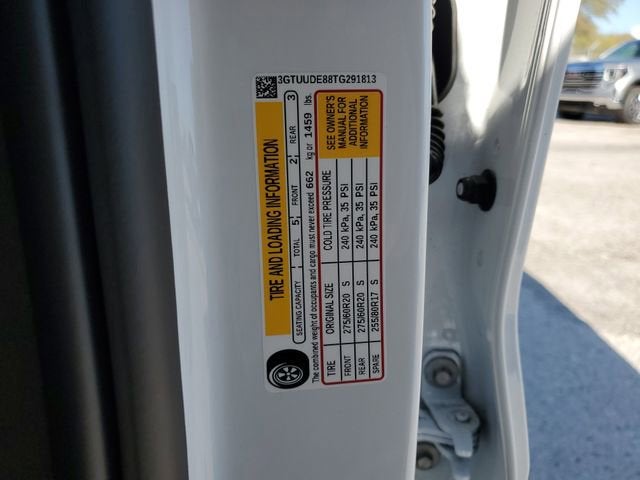 3GTUUDE88TG291813
TIRE AND LOADING INFORMATION
SEATING CAPACITY TOTAL 5 FRONT 2 REAR 3
The combined weight of occupants and cargo must never exceed 662 kg or 1459 lbs.
TIRE ORIGINAL SIZE COLD TIRE PRESSURE
FRONT 275/60R20 S 240 kPa, 35 PSI
REAR 275/60R20 S 240 kPa, 35 PSI
SPARE 255/80R17 S 240 kPa, 35 PSI
SEE OWNER'S
MANUAL FOR
ADDITIONAL
INFORMATION